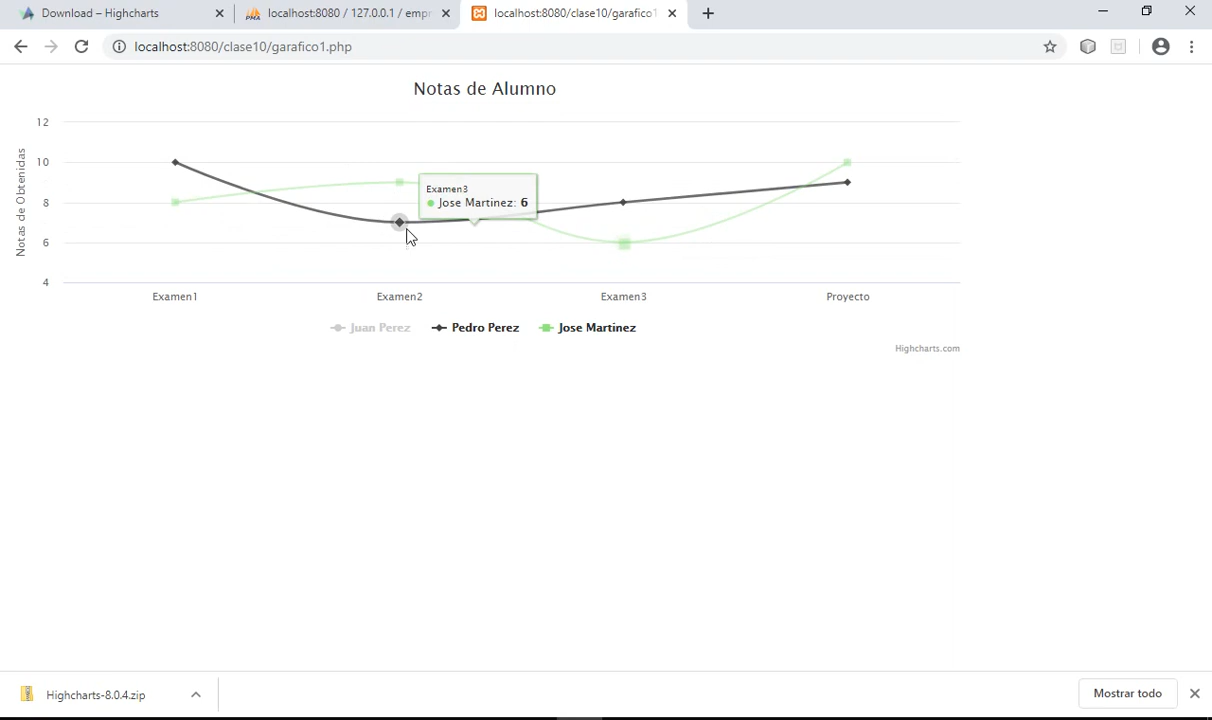 Download – Highcharts
localhost:8080 / 127.0.0.1 / empr
localhost:8080/clase10/garafico1
localhost:8080/clase10/garafico1.php
Notas de Alumno
Notas de Obtenidas
12
10
8
6
4
Examen3
Jose Martinez: 6
Examen1
Examen2
Examen3
Proyecto
Juan Perez
Pedro Perez
Jose Martinez
Highcharts.com
Highcharts-8.0.4.zip
Mostrar todo